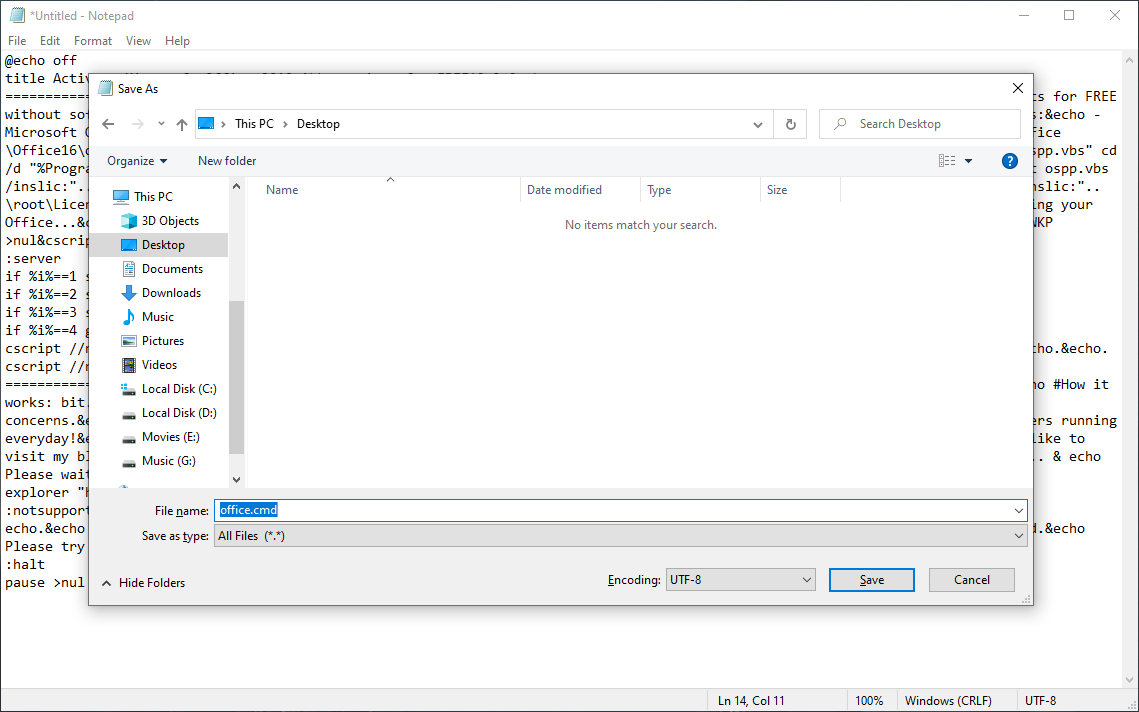 *Untitled - Notepad
File Edit Format View Help
@echo off
title Activ
Save As
s for FREE
without sof
s:&echo -
This PC Desktop
Search Desktop
Microsoft (
fice
\Office16\o
spp.vbs" cd
Organize New folder
/d "%Progra
t ospp.vbs
/inslic:"..
nslic:"..
Name Date modified Type Size
This PC
\root\Licen
ing your
3D Objects
No items match your search.
Office...&c
WKP
>nul&cscrip
Desktop
:server
Documents
if %i%==1 s
if %i%==2 s
Downloads
if %i%==3 s
Music
if %i%==4 g
Pictures
cscript //n
cho.&echo.
cscript //n
Videos
===========
Local Disk (C:)
o #How it
works: bit.
Local Disk (D:)
concerns.&e
ers running
Movies (E:)
everyday!&e
like to
visit my bl
Music (G:)
.. & echo
Please wait
explorer "h
:notsupport
File name: office.cmd
echo.&echo
d.&echo
Save as type: All Files (*.*)
Please try
:halt
pause >nul
Hide Folders
Encoding: UTF-8
Save
Cancel
Ln 14, Col 11 100% Windows (CRLF) UTF-8